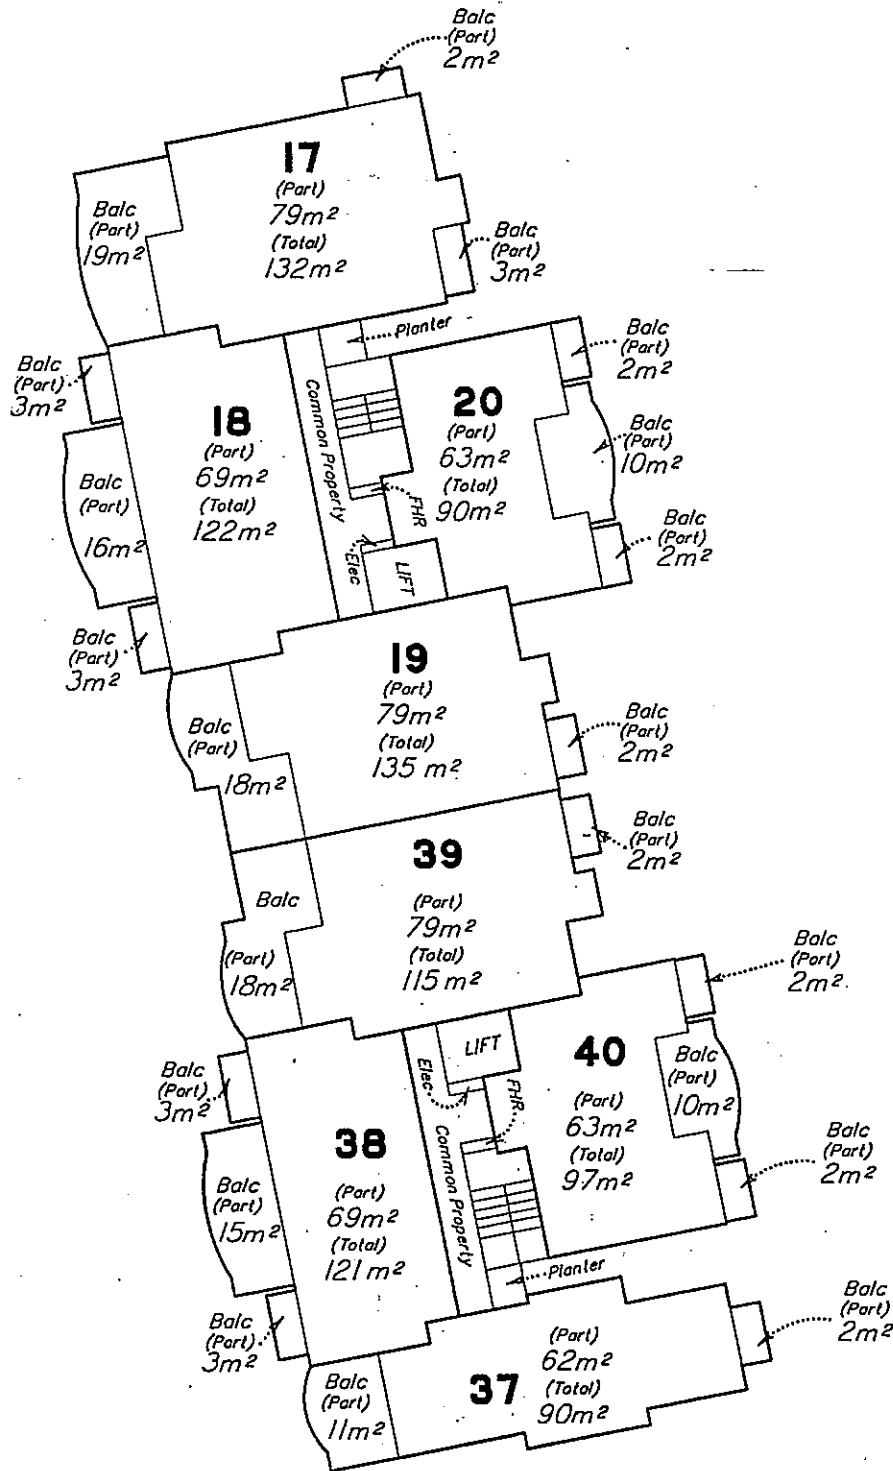 Balc
(Part)
2m²
17
(Part)
79m²
(Total)
132m²
Balc
(Part)
19m²
Balc
(Part)
3m²
Planter
Balc
(Part)
3m²
18
(Part)
69m²
(Total)
122m²
Common Property
20
(Part)
63m²
(Total)
90m²
Balc
(Part)
2m²
Balc
(Part)
10m²
Balc
(Part)
16m²
FHR
Elec
LIFT
Balc
(Part)
2m²
Balc
(Part)
3m²
19
(Part)
79m²
(Total)
135 m²
Balc
(Part)
18m²
Balc
(Part)
2m²
39
(Part)
79m²
(Total)
115m²
Balc
(Part)
2m²
Balc
(Part)
18m²
Balc
(Part)
2m²
LIFT
Elec
FHR
40
(Part)
63m²
(Total)
97m²
Balc
(Part)
10m²
Balc
(Part)
3m²
38
(Part)
69m²
(Total)
121m²
Common Property
Balc
(Part)
2m²
Balc
(Part)
15m²
Planter
Balc
(Part)
3m²
Balc
(Part)
2m²
37
(Part)
62m²
(Total)
90m²
Balc
(Part)
11m²